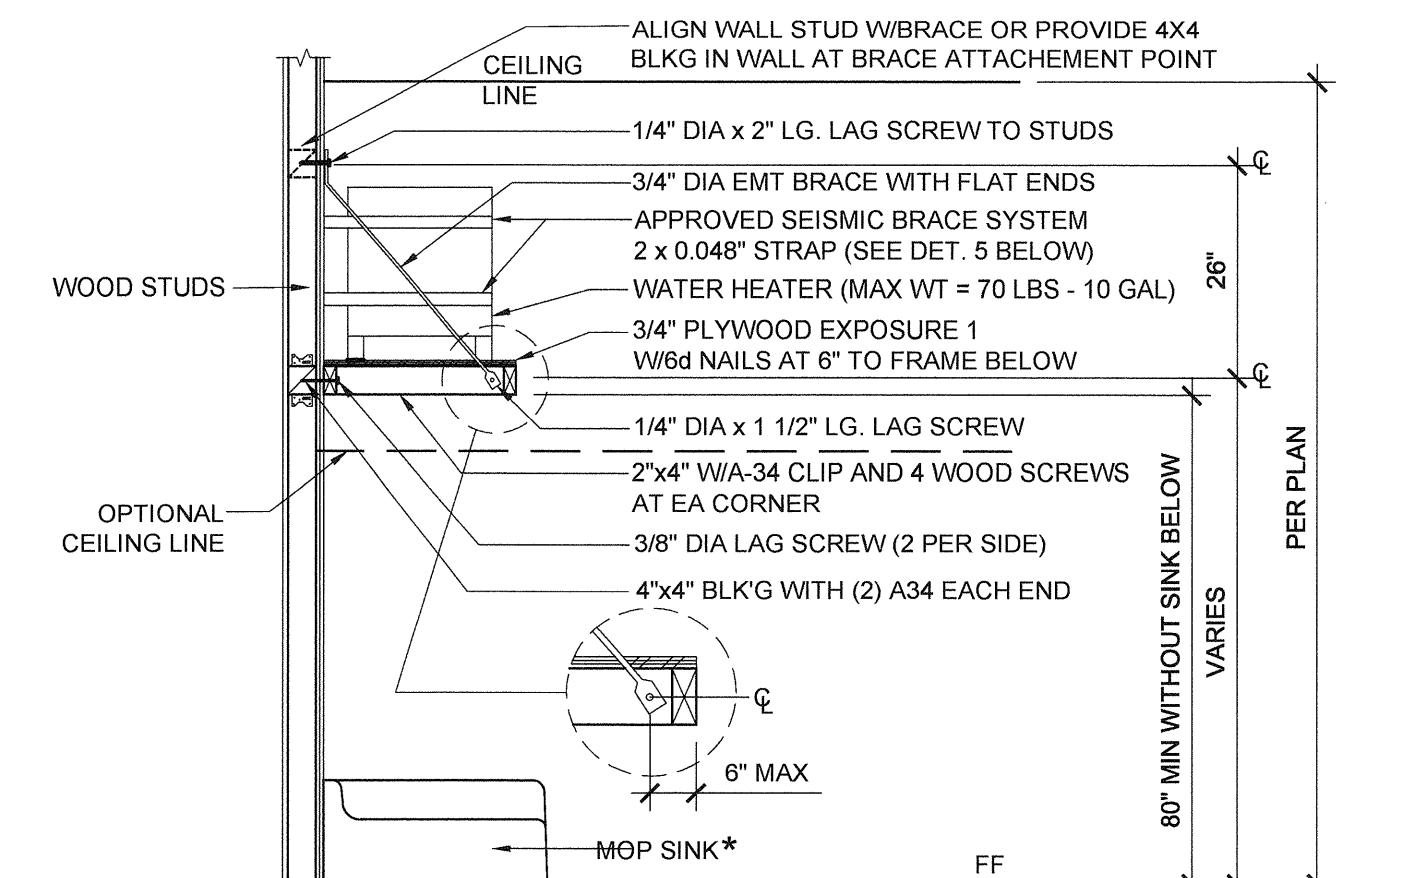 ALIGN WALL STUD W/BRACE OR PROVIDE 4X4
BLKG IN WALL AT BRACE ATTACHEMENT POINT
CEILING
LINE
1/4" DIA x 2" LG. LAG SCREW TO STUDS
℄
3/4" DIA EMT BRACE WITH FLAT ENDS
APPROVED SEISMIC BRACE SYSTEM
2 x 0.048" STRAP (SEE DET. 5 BELOW)
26"
WOOD STUDS
WATER HEATER (MAX WT = 70 LBS - 10 GAL)
3/4" PLYWOOD EXPOSURE 1
W/6d NAILS AT 6" TO FRAME BELOW
℄
1/4" DIA x 1 1/2" LG. LAG SCREW
2"x4" W/A-34 CLIP AND 4 WOOD SCREWS
AT EA CORNER
OPTIONAL
CEILING LINE
3/8" DIA LAG SCREW (2 PER SIDE)
4"x4" BLK'G WITH (2) A34 EACH END
80" MIN WITHOUT SINK BELOW
VARIES
PER PLAN
℄
6" MAX
MOP SINK*
FF